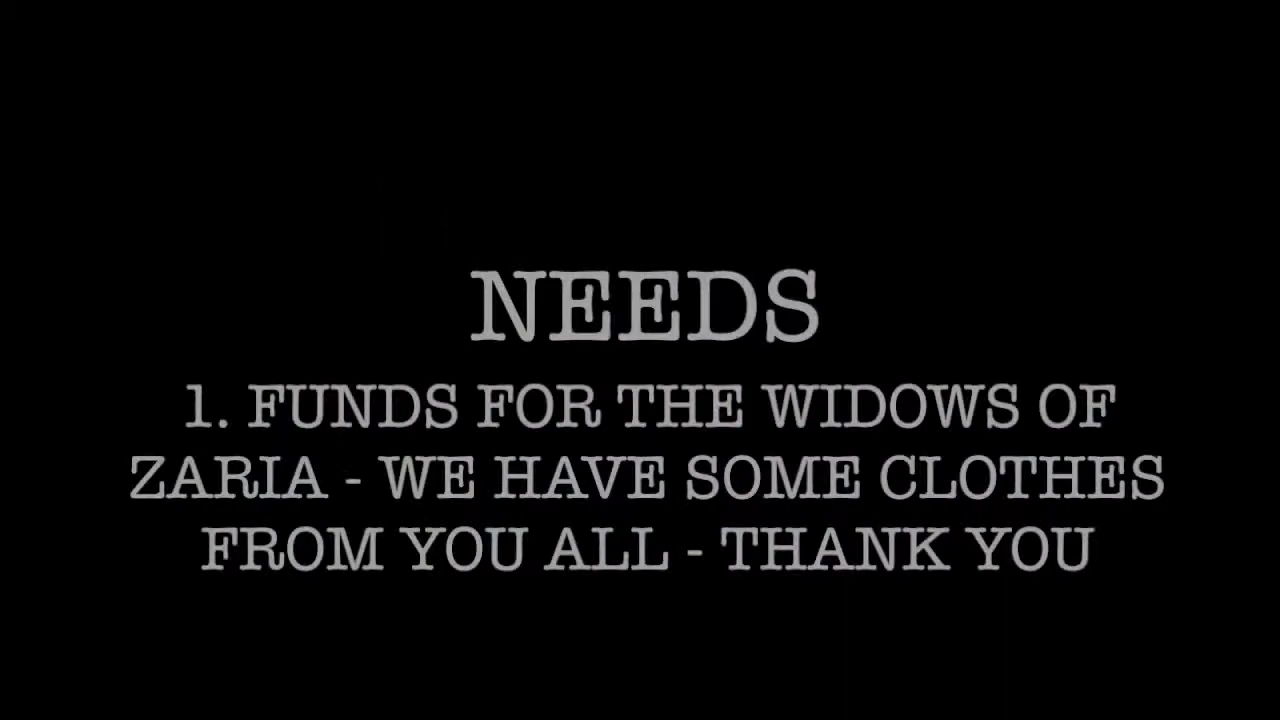 NEEDS
1. FUNDS FOR THE WIDOWS OF
ZARIA - WE HAVE SOME CLOTHES
FROM YOU ALL - THANK YOU